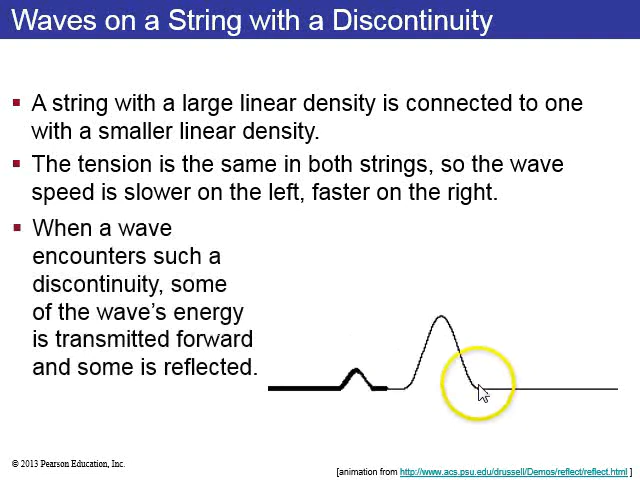 Waves on a String with a Discontinuity
▪ A string with a large linear density is connected to one
with a smaller linear density.
▪ The tension is the same in both strings, so the wave
speed is slower on the left, faster on the right.
▪ When a wave
encounters such a
discontinuity, some
of the wave's energy
is transmitted forward
and some is reflected.
© 2013 Pearson Education, Inc.
[animation from http://www.acs.psu.edu/drussell/Demos/reflect/reflect.html ]